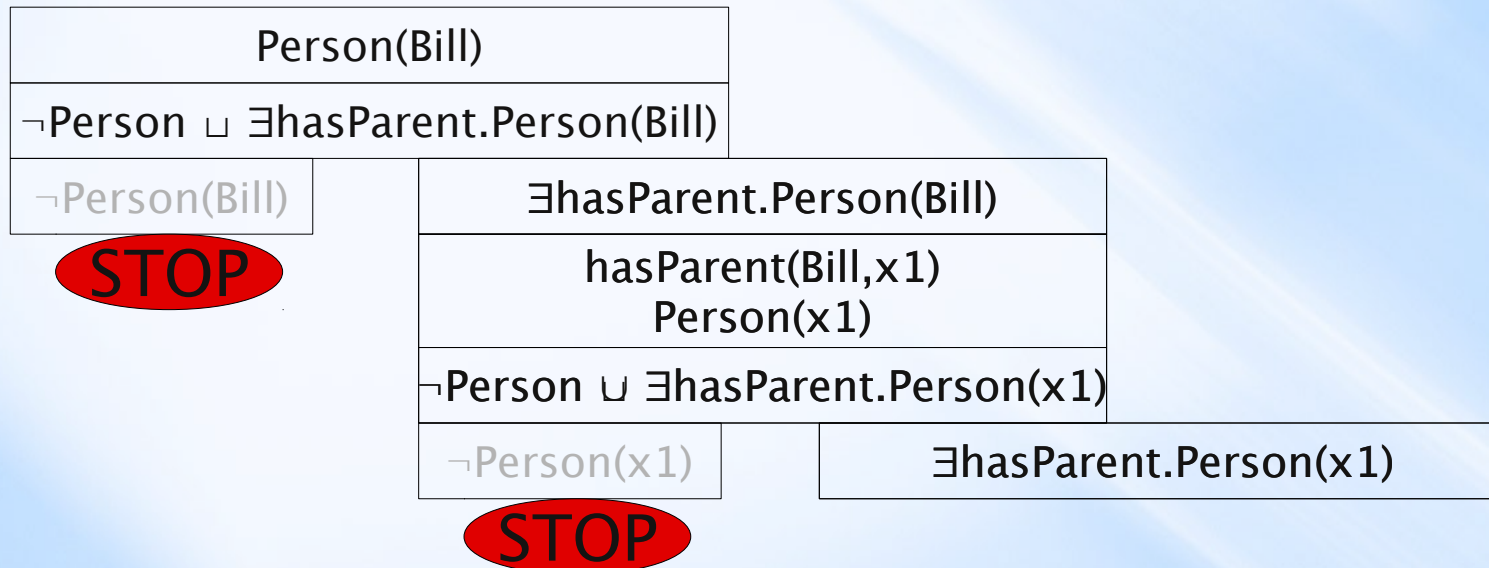 Person(Bill)
¬Person ⊔ ∃hasParent.Person(Bill)
¬Person(Bill)
∃hasParent.Person(Bill)
STOP
hasParent(Bill,x1)
Person(x1)
¬Person ⊔ ∃hasParent.Person(x1)
¬Person(x1)
∃hasParent.Person(x1)
STOP